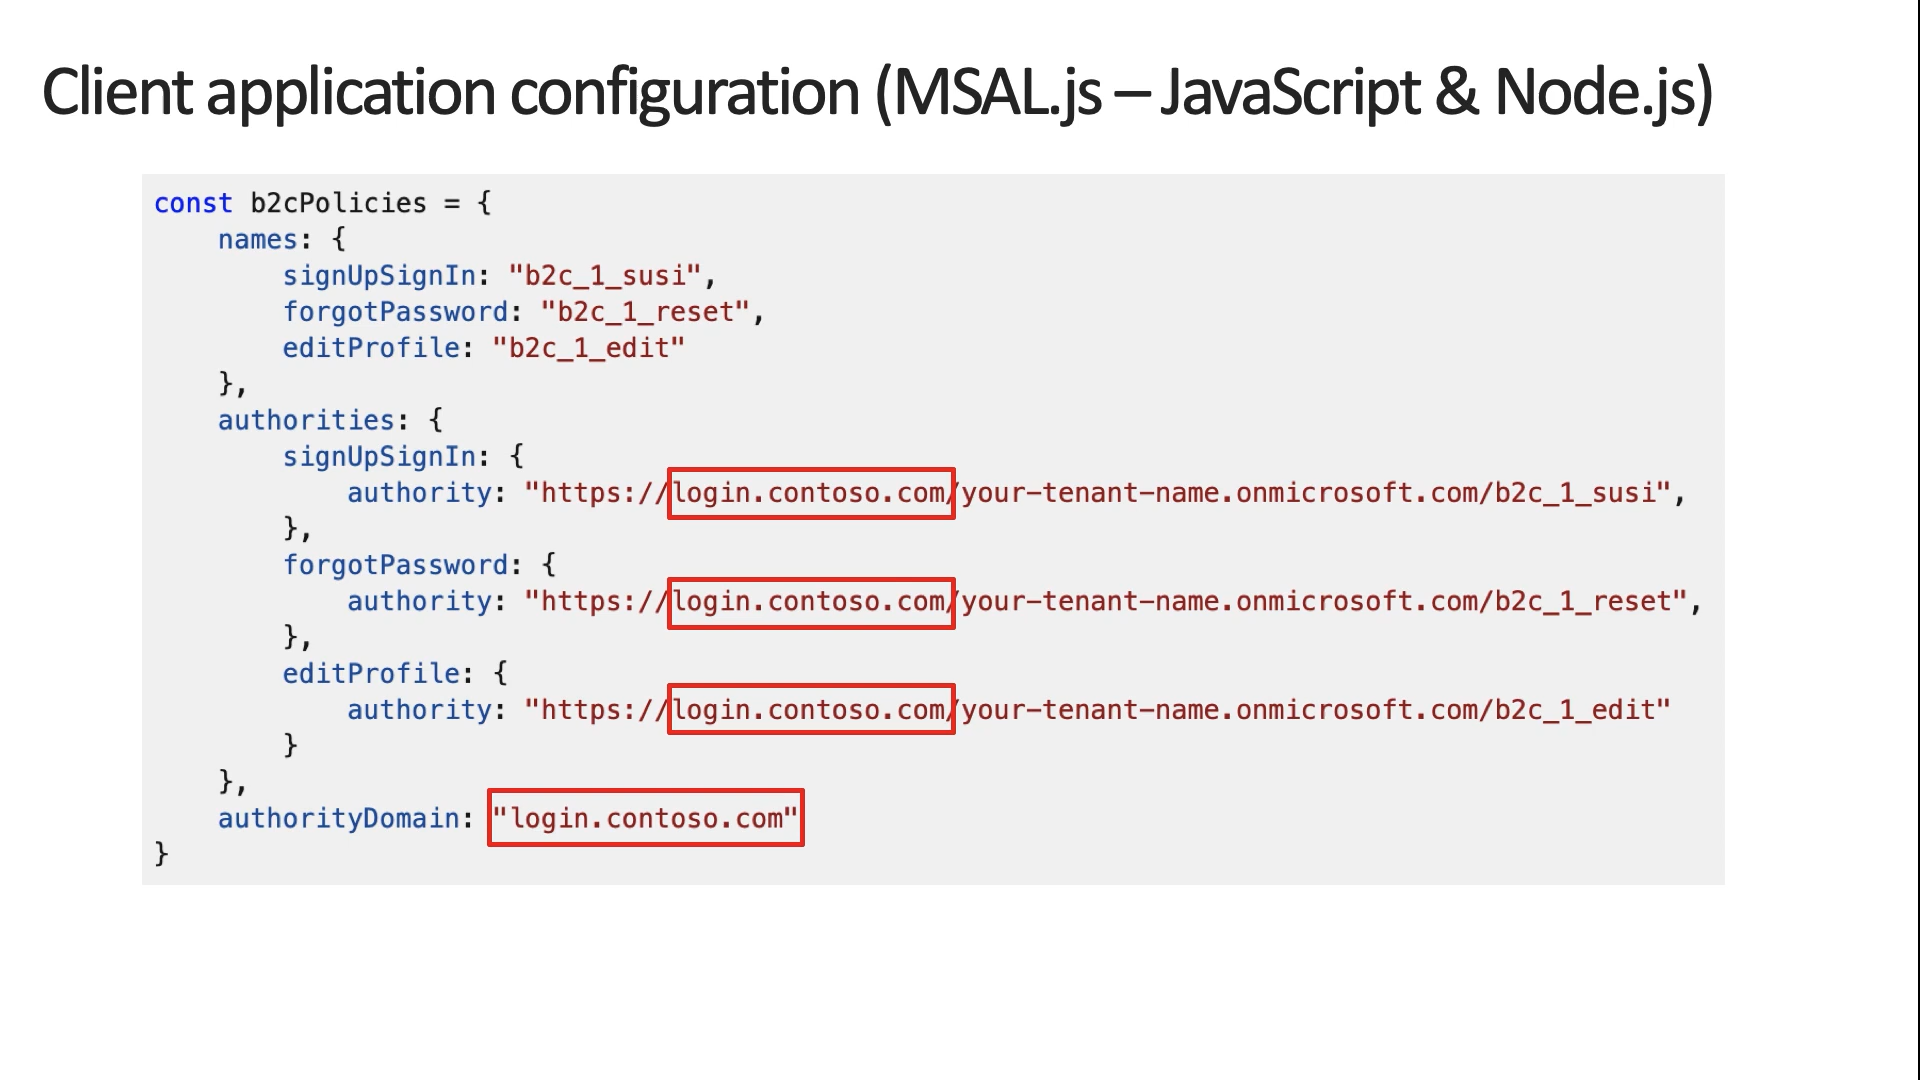 Client application configuration (MSAL.js – JavaScript & Node.js)
const b2cPolicies = {
    names: {
        signUpSignIn: "b2c_1_susi",
        forgotPassword: "b2c_1_reset",
        editProfile: "b2c_1_edit"
    },
    authorities: {
        signUpSignIn: {
            authority: "https://login.contoso.com/your-tenant-name.onmicrosoft.com/b2c_1_susi",
        },
        forgotPassword: {
            authority: "https://login.contoso.com/your-tenant-name.onmicrosoft.com/b2c_1_reset",
        },
        editProfile: {
            authority: "https://login.contoso.com/your-tenant-name.onmicrosoft.com/b2c_1_edit"
        }
    },
    authorityDomain: "login.contoso.com"
}